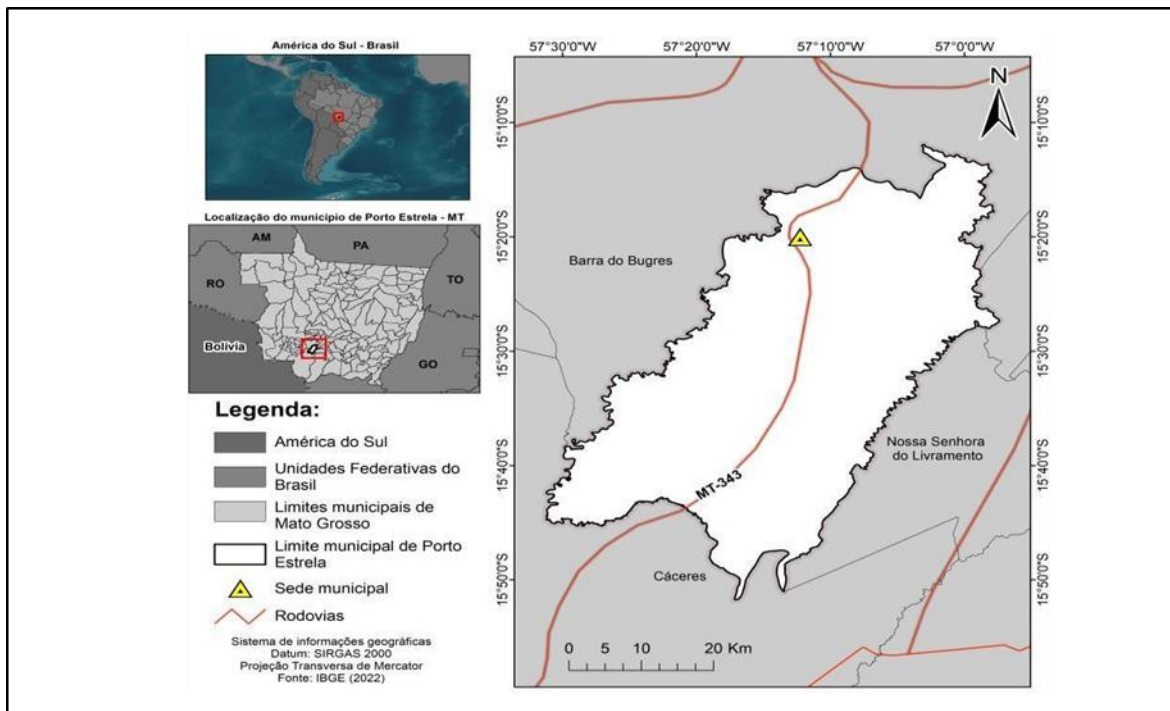 América do Sul - Brasil
Localização do município de Porto Estrela - MT
AM
PA
RO
TO
Bolívia
GO
Legenda:
América do Sul
Unidades Federativas do
Brasil
Limites municipais de
Mato Grosso
Limite municipal de Porto
Estrela
Sede municipal
Rodovias
Sistema de informações geográficas
Datum: SIRGAS 2000
Projeção Transversa de Mercator
Fonte: IBGE (2022)
57°30'0"W 57°20'0"W 57°10'0"W 57°0'0"W
N
15°10'0"S 15°10'0"S
15°20'0"S 15°20'0"S
Barra do Bugres
15°30'0"S 15°30'0"S
Nossa Senhora
do Livramento
15°40'0"S 15°40'0"S
MT-343
Cáceres
15°50'0"S 15°50'0"S
0 5 10 20 Km